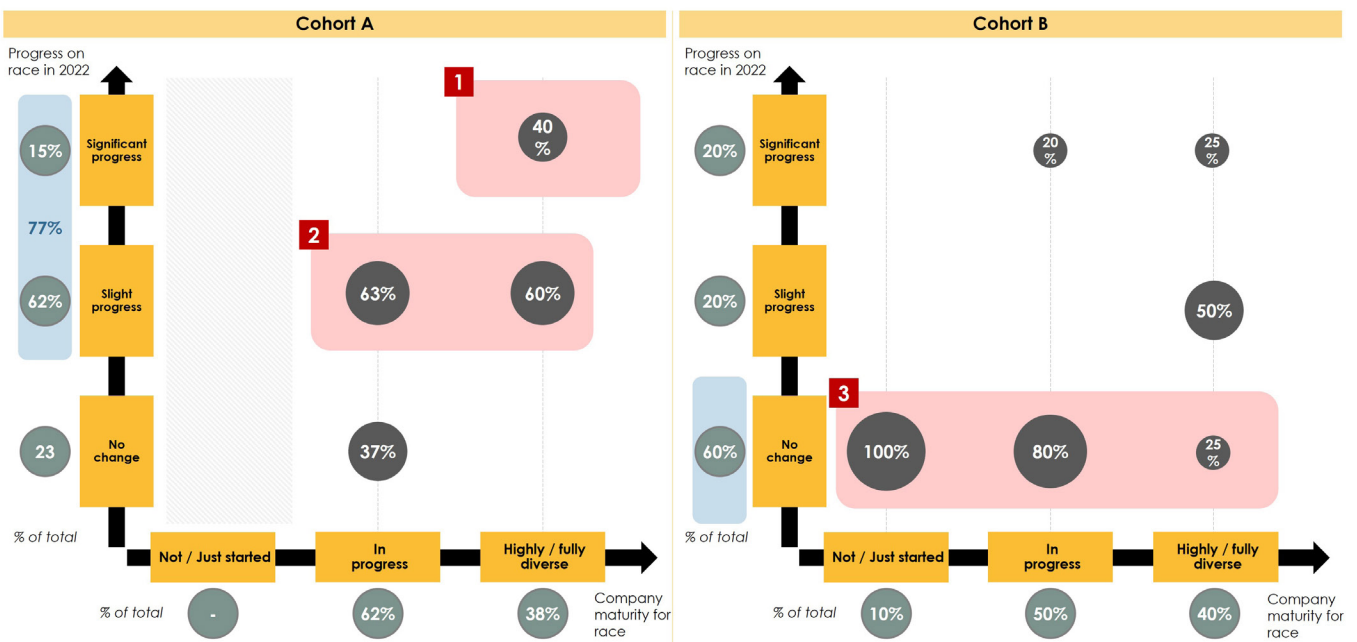 Cohort A
Progress on
race in 2022
1
15%
Significant
progress
40
%
77%
2
62%
Slight
progress
63%
60%
23
No
change
37%
% of total
Not / Just started
In
progress
Highly / fully
diverse
% of total
-
62%
38%
Company
maturity for
race
Cohort B
Progress on
race in 2022
20%
Significant
progress
20
%
25
%
20%
Slight
progress
50%
3
60%
No
change
100%
80%
25
%
% of total
Not / Just started
In
progress
Highly / fully
diverse
% of total
10%
50%
40%
Company
maturity for
race